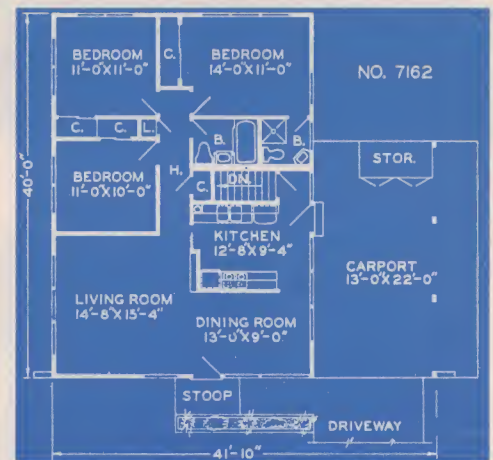 BEDROOM
11'-0"X11'-0"
C.
BEDROOM
14'-0"X11'-0"
NO. 7162
C.
C.
L.
B.
B.
STOR.
BEDROOM
11'-0"X10'-0"
H.
C.
DN.
40'-0"
KITCHEN
12'-8"X9'-4"
CARPORT
13'-0"X22'-0"
LIVING ROOM
14'-8"X15'-4"
DINING ROOM
13'-0"X9'-0"
STOOP
DRIVEWAY
41'-10"